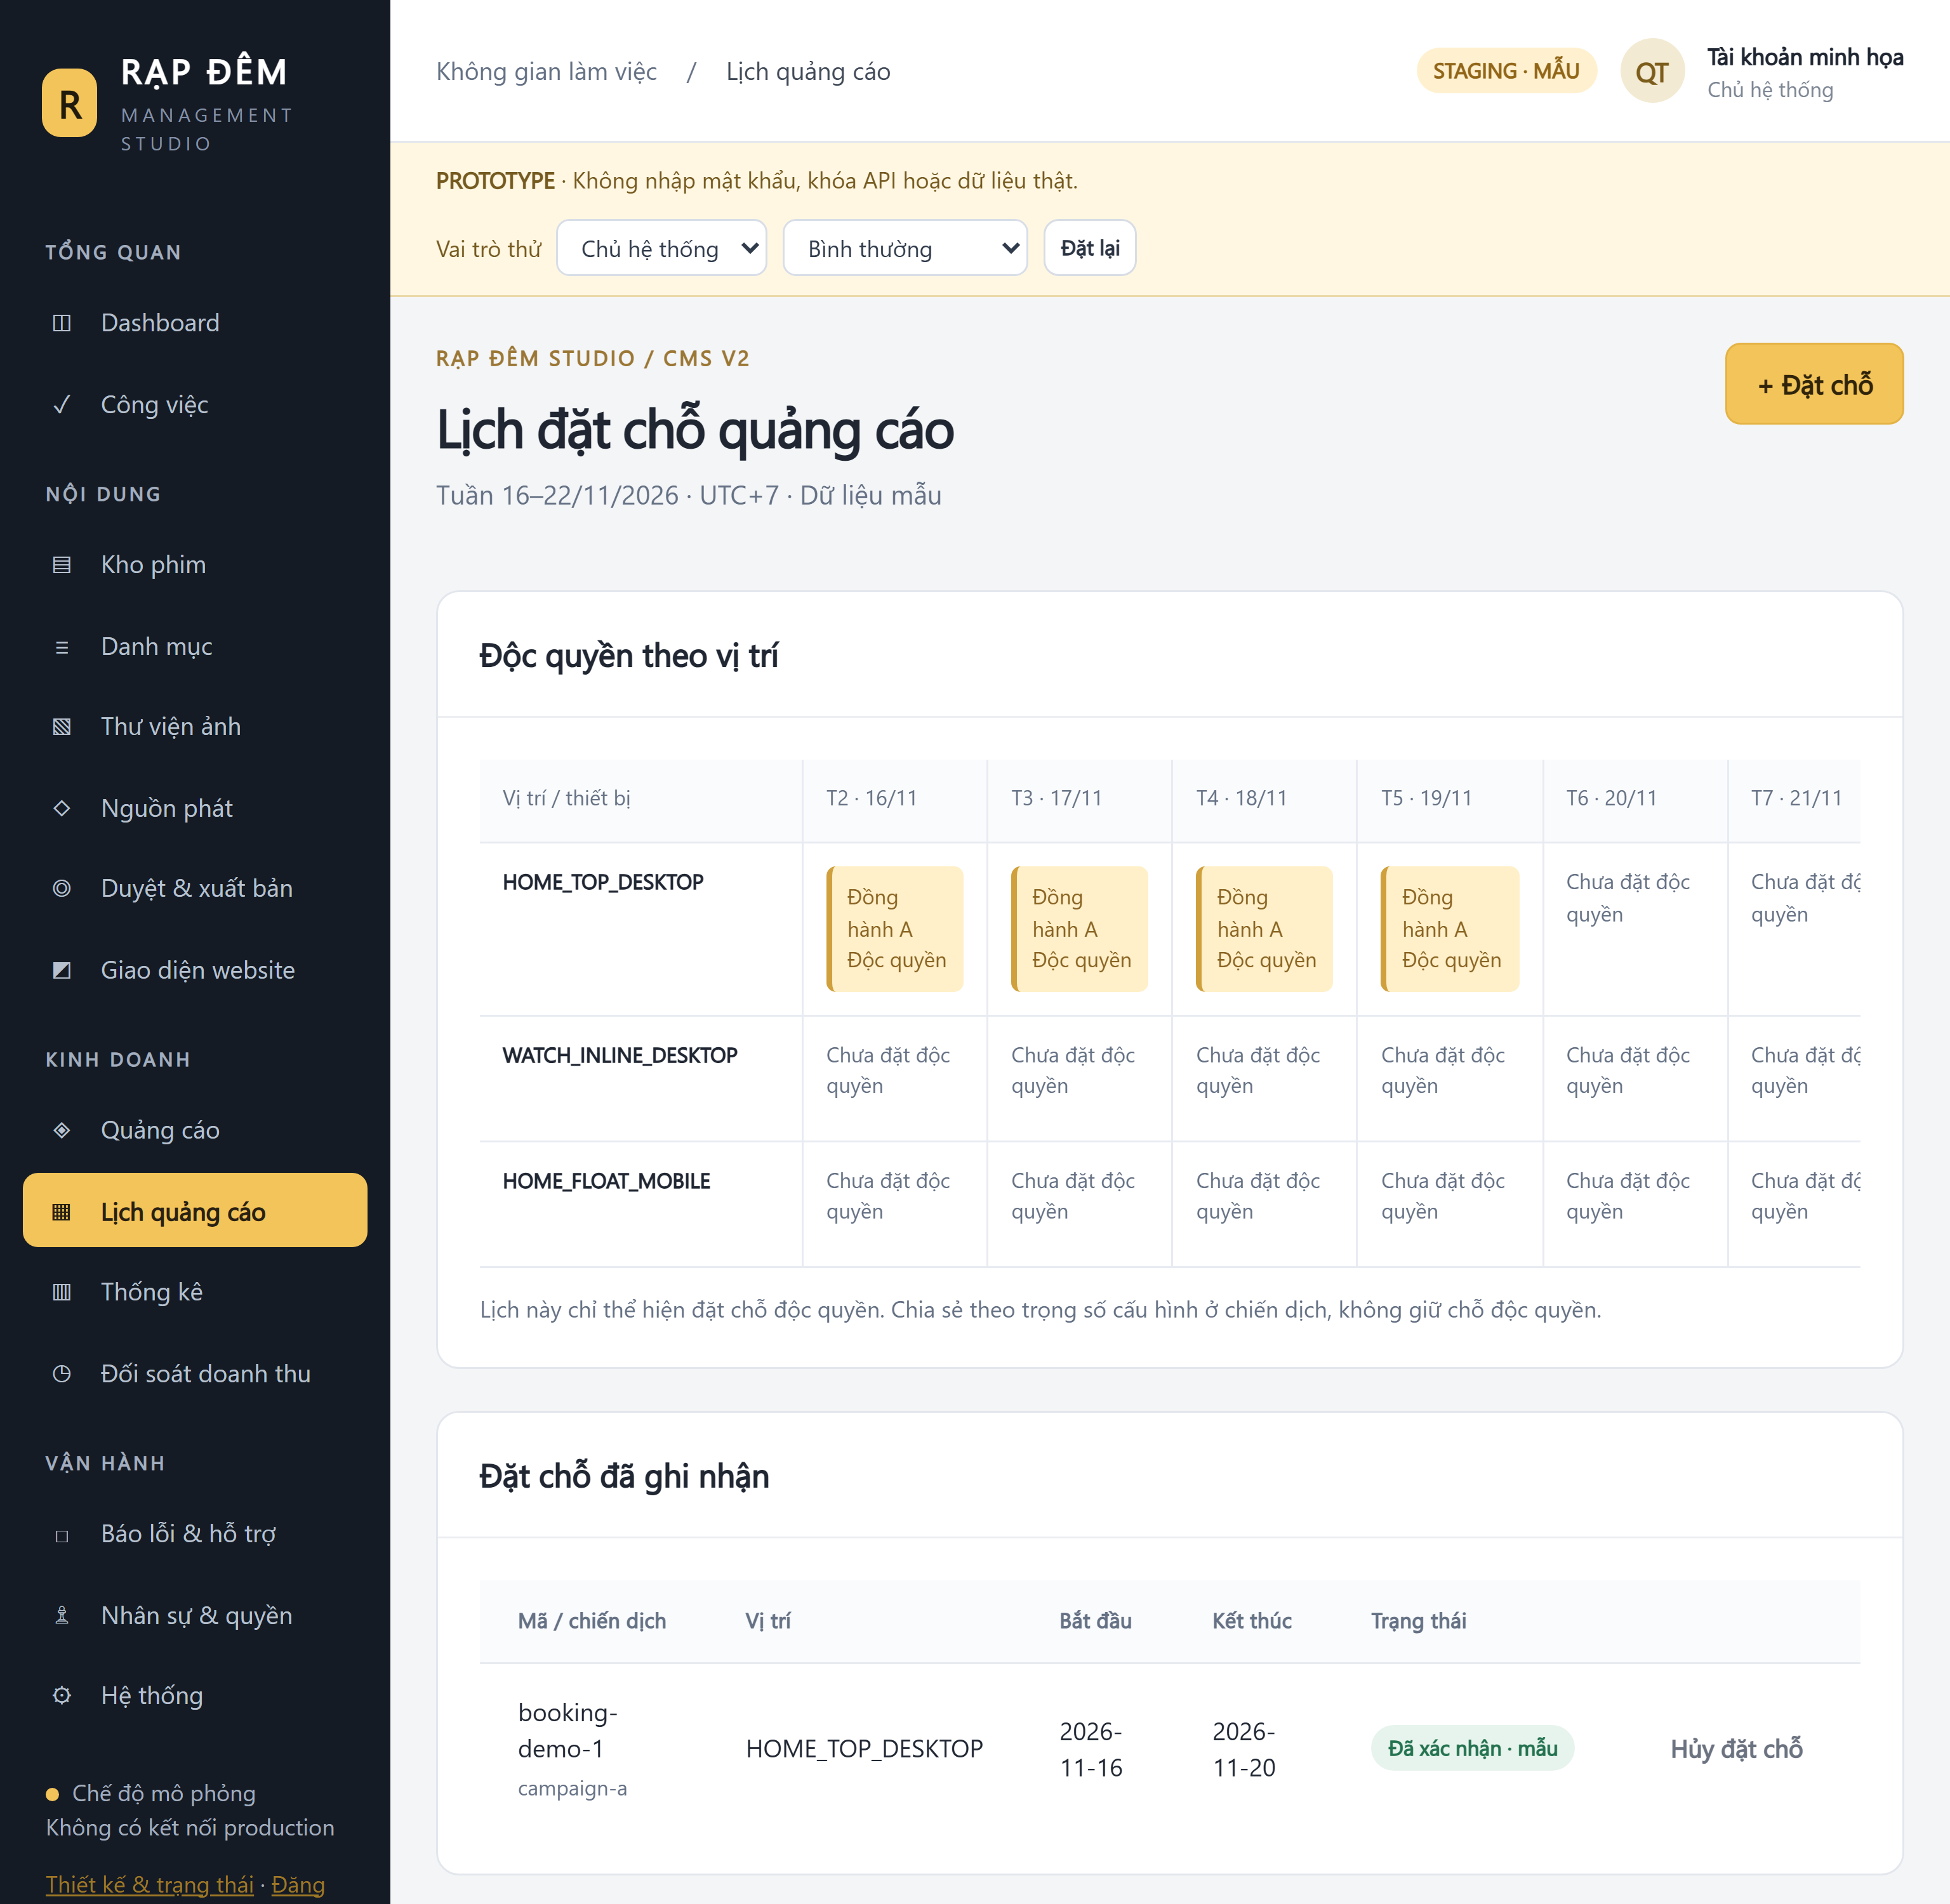 R
RẠP ĐÊM
MANAGEMENT
STUDIO
TỔNG QUAN
Dashboard
Công việc
NỘI DUNG
Kho phim
Danh mục
Thư viện ảnh
Nguồn phát
Duyệt & xuất bản
Giao diện website
KINH DOANH
Quảng cáo
Lịch quảng cáo
Thống kê
Đối soát doanh thu
VẬN HÀNH
Báo lỗi & hỗ trợ
Nhân sự & quyền
Hệ thống
Chế độ mô phỏng
Không có kết nối production
Thiết kế & trạng thái · Đăng
Không gian làm việc / Lịch quảng cáo
STAGING · MẪU
QT
Tài khoản minh họa
Chủ hệ thống
PROTOTYPE · Không nhập mật khẩu, khóa API hoặc dữ liệu thật.
Vai trò thử Chủ hệ thống Bình thường Đặt lại
RẠP ĐÊM STUDIO / CMS V2
+ Đặt chỗ
Lịch đặt chỗ quảng cáo
Tuần 16–22/11/2026 · UTC+7 · Dữ liệu mẫu
Độc quyền theo vị trí
Vị trí / thiết bị T2 · 16/11 T3 · 17/11 T4 · 18/11 T5 · 19/11 T6 · 20/11 T7 · 21/11
HOME_TOP_DESKTOP
Đồng
hành A
Độc quyền
Đồng
hành A
Độc quyền
Đồng
hành A
Độc quyền
Đồng
hành A
Độc quyền
Chưa đặt độc
quyền
Chưa đặt
quyền
WATCH_INLINE_DESKTOP
Chưa đặt độc
quyền
Chưa đặt độc
quyền
Chưa đặt độc
quyền
Chưa đặt độc
quyền
Chưa đặt độc
quyền
Chưa đặt
quyền
HOME_FLOAT_MOBILE
Chưa đặt độc
quyền
Chưa đặt độc
quyền
Chưa đặt độc
quyền
Chưa đặt độc
quyền
Chưa đặt độc
quyền
Chưa đặt
quyền
Lịch này chỉ thể hiện đặt chỗ độc quyền. Chia sẻ theo trọng số cấu hình ở chiến dịch, không giữ chỗ độc quyền.
Đặt chỗ đã ghi nhận
Mã / chiến dịch Vị trí Bắt đầu Kết thúc Trạng thái
booking-
demo-1
campaign-a
HOME_TOP_DESKTOP
2026-
11-16
2026-
11-20
Đã xác nhận · mẫu
Hủy đặt chỗ